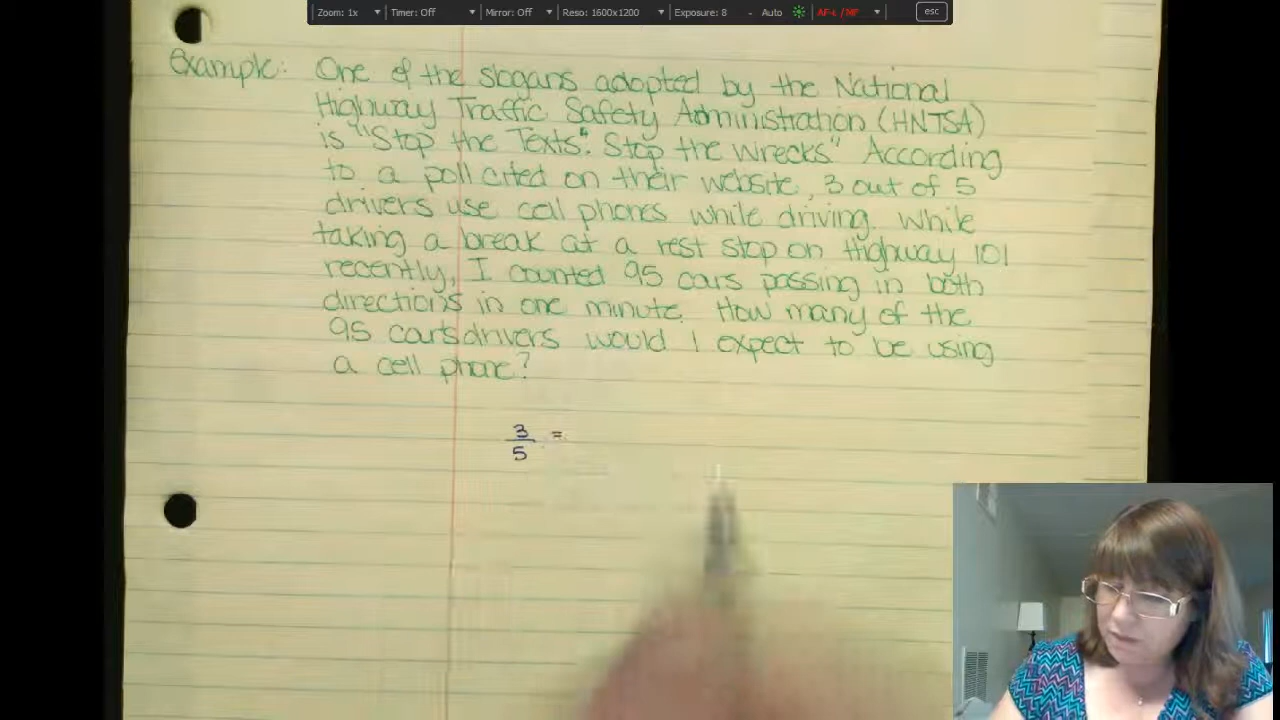 Zoom: 1x Timer: Off Mirror: Off Reso: 1600x1200 Exposure: 8 - Auto AF-L / MF esc
Example: One of the slogans adopted by the National
Highway Traffic Safety Administration (HNTSA)
is "Stop the Texts". Stop the Wrecks" According
to a poll cited on their website, 3 out of 5
drivers use cell phones while driving. While
taking a break at a rest stop on Highway 101
recently, I counted 95 cars passing in both
directions in one minute. How many of the
95 cars drivers would I expect to be using
a cell phone?
3 =
5